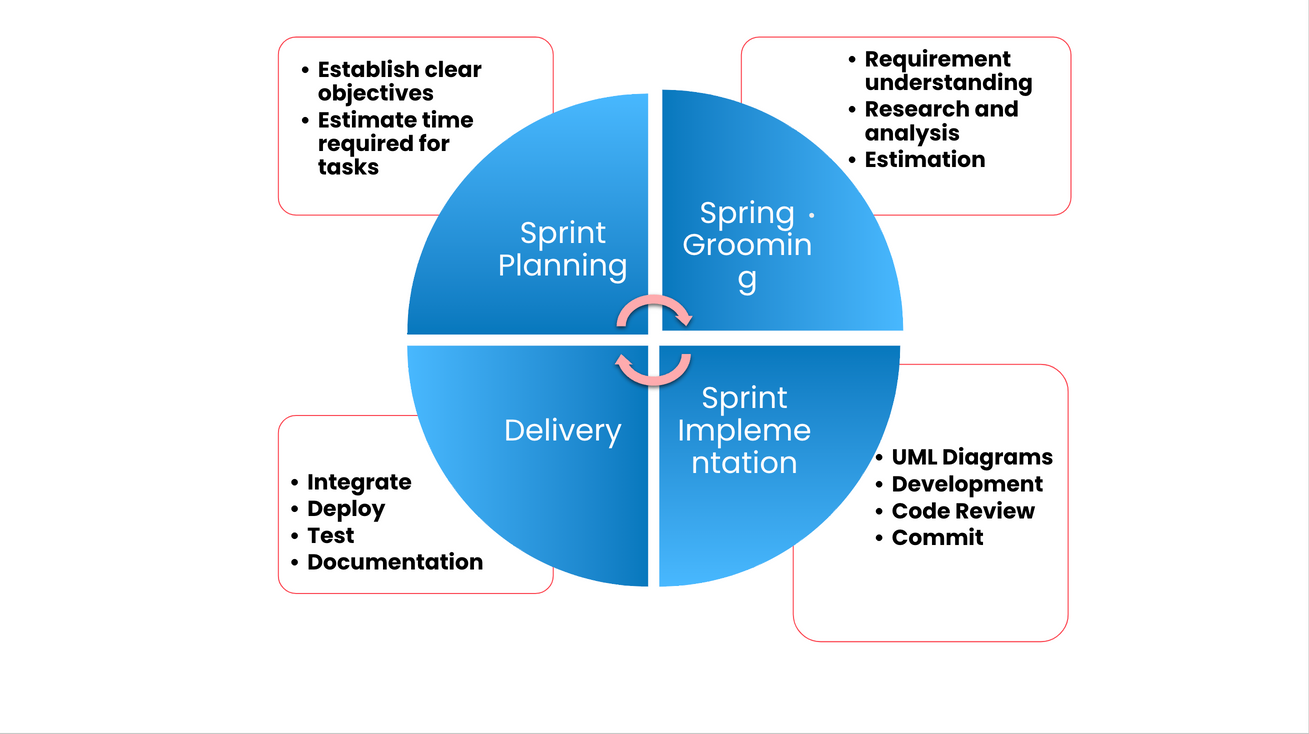 • Establish clear
objectives
• Estimate time
required for
tasks
• Requirement
understanding
• Research and
analysis
• Estimation
Sprint
Planning
Spring •
Groomin
g
Delivery
Sprint
Impleme
ntation
• Integrate
• Deploy
• Test
• Documentation
• UML Diagrams
• Development
• Code Review
• Commit